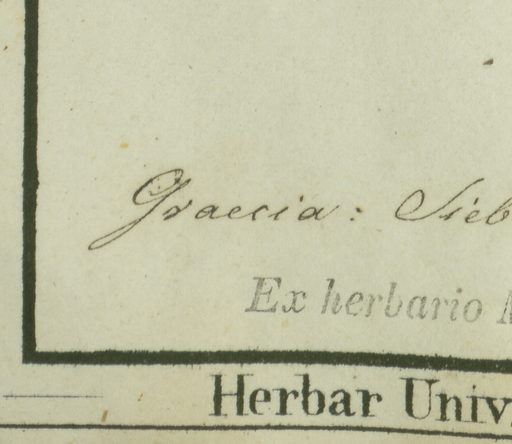 Graecia: Sieb
Ex herbario
Herbar Univ.